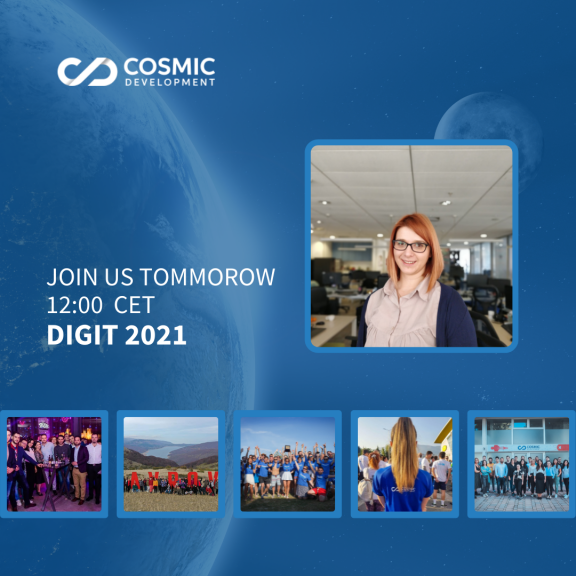 COSMIC
DEVELOPMENT
JOIN US TOMMOROW
12:00 CET
DIGIT 2021